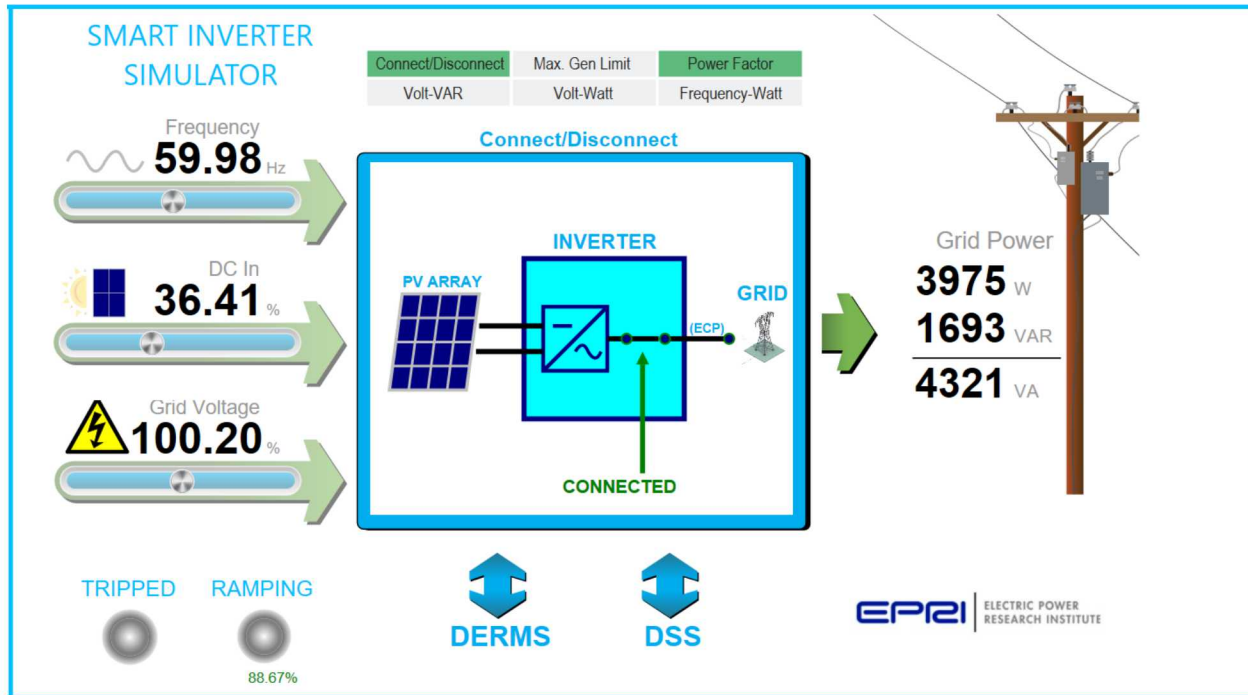 SMART INVERTER
SIMULATOR
Connect/Disconnect Max. Gen Limit Power Factor
Volt-VAR Volt-Watt Frequency-Watt
Frequency
59.98 Hz
DC In
36.41 %
Grid Voltage
100.20 %
Connect/Disconnect
INVERTER
PV ARRAY
GRID
(ECP)
CONNECTED
Grid Power
3975 W
1693 VAR
4321 VA
TRIPPED RAMPING
88.67%
DERMS DSS
EPRI ELECTRIC POWER
RESEARCH INSTITUTE